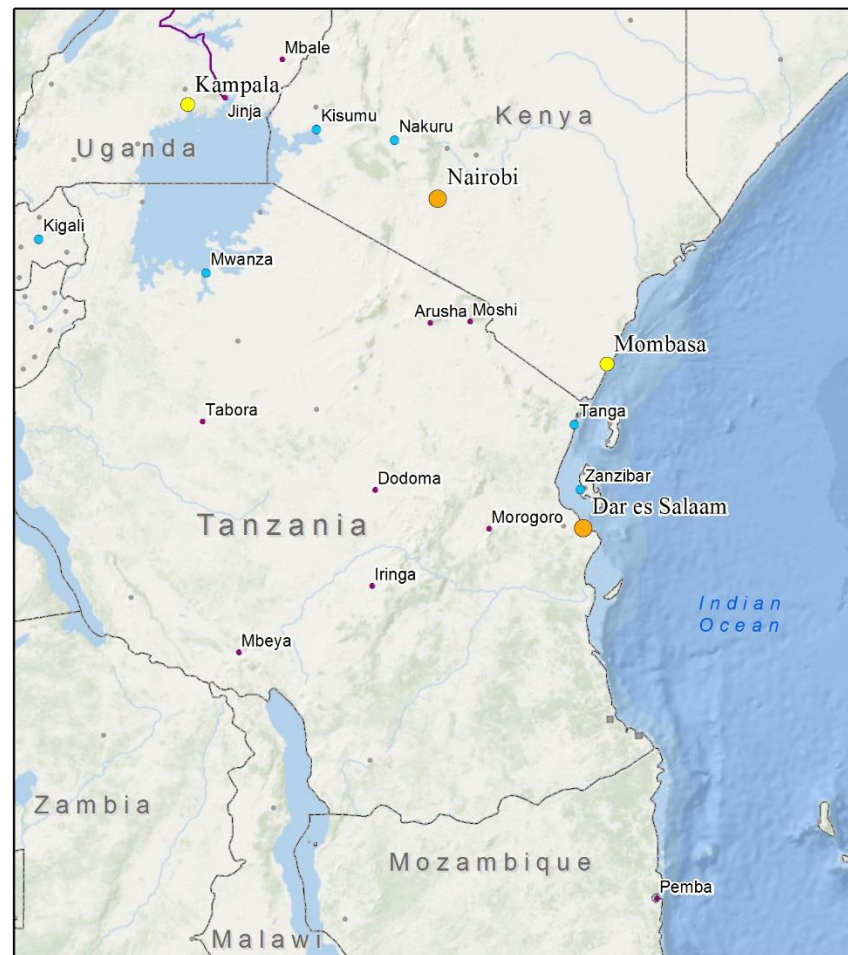 Mbale
Kampala
Jinja
Kisumu
Kenya
Nakuru
Uganda
Nairobi
Kigali
Mwanza
Arusha
Moshi
Mombasa
Tabora
Tanga
Dodoma
Zanzibar
Dar es Salaam
Tanzania
Morogoro
Iringa
Indian
Ocean
Mbeya
Zambia
Mozambique
Pemba
Malawi